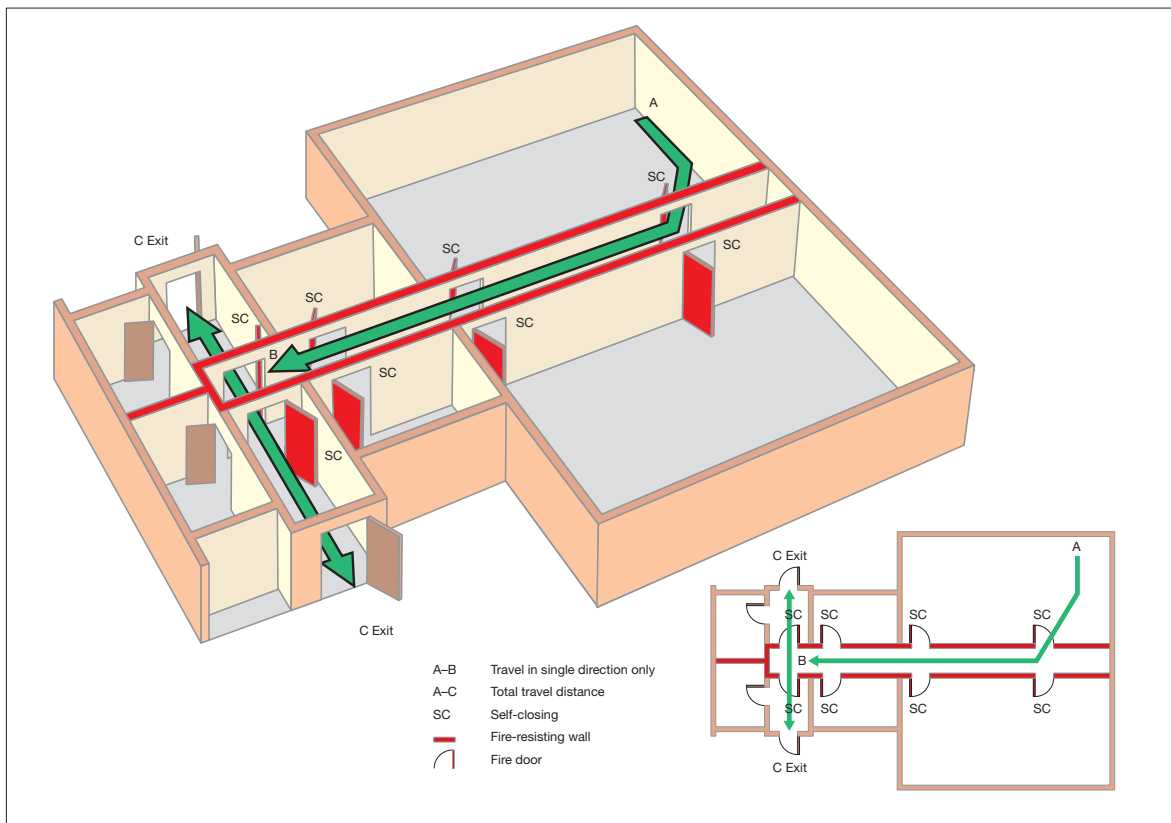 A
SC
C Exit
SC
SC
SC
SC
SC
B
SC
SC
C Exit
A–B Travel in single direction only
A–C Total travel distance
SC Self-closing
Fire-resisting wall
Fire door
A
C Exit
SC SC SC SC
B
SC SC SC SC
C Exit